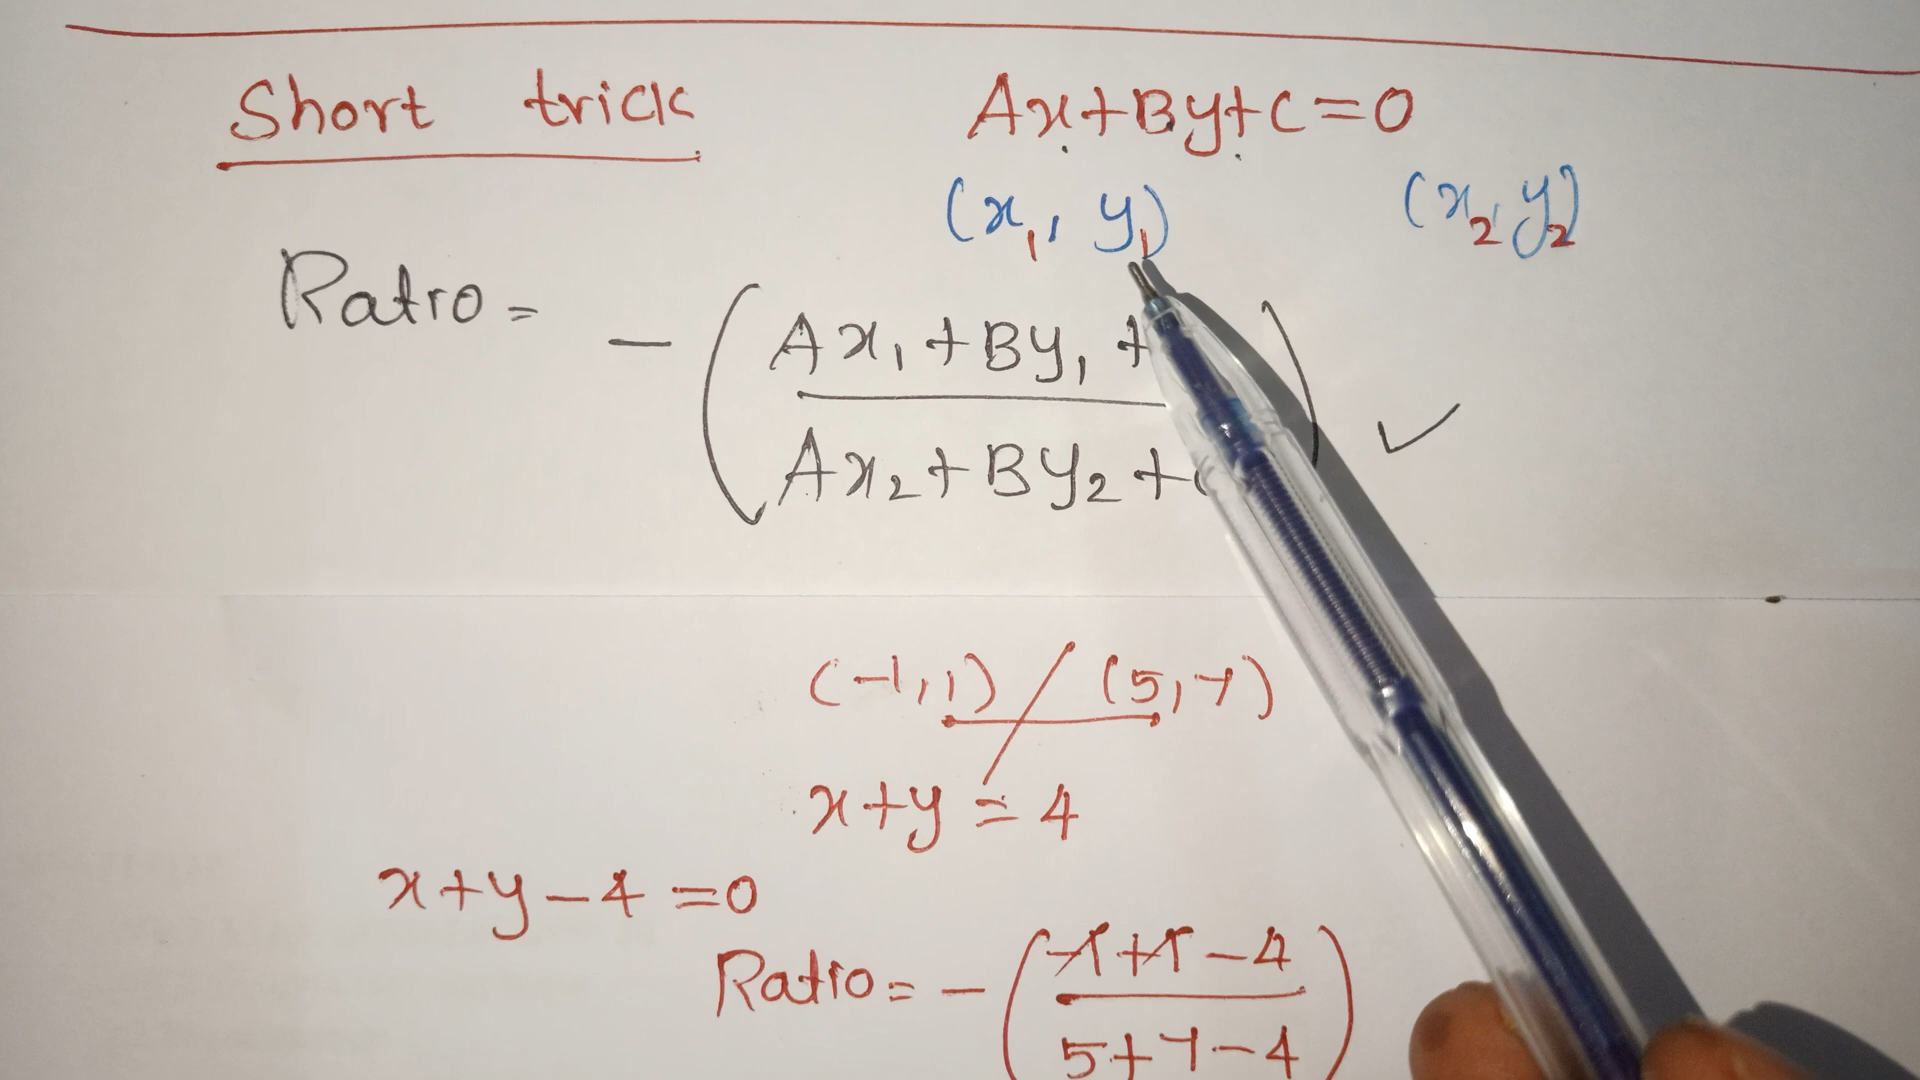 Short trick
Ax+By+C=0
(x₁, y₁) (x₂, y₂)
Ratio = -(Ax₁+By₁+
Ax₂+By₂+C)
✓
(-1,1) / (5,7)
x+y = 4
x+y-4=0
Ratio = -(-1+1-4
5+7-4)